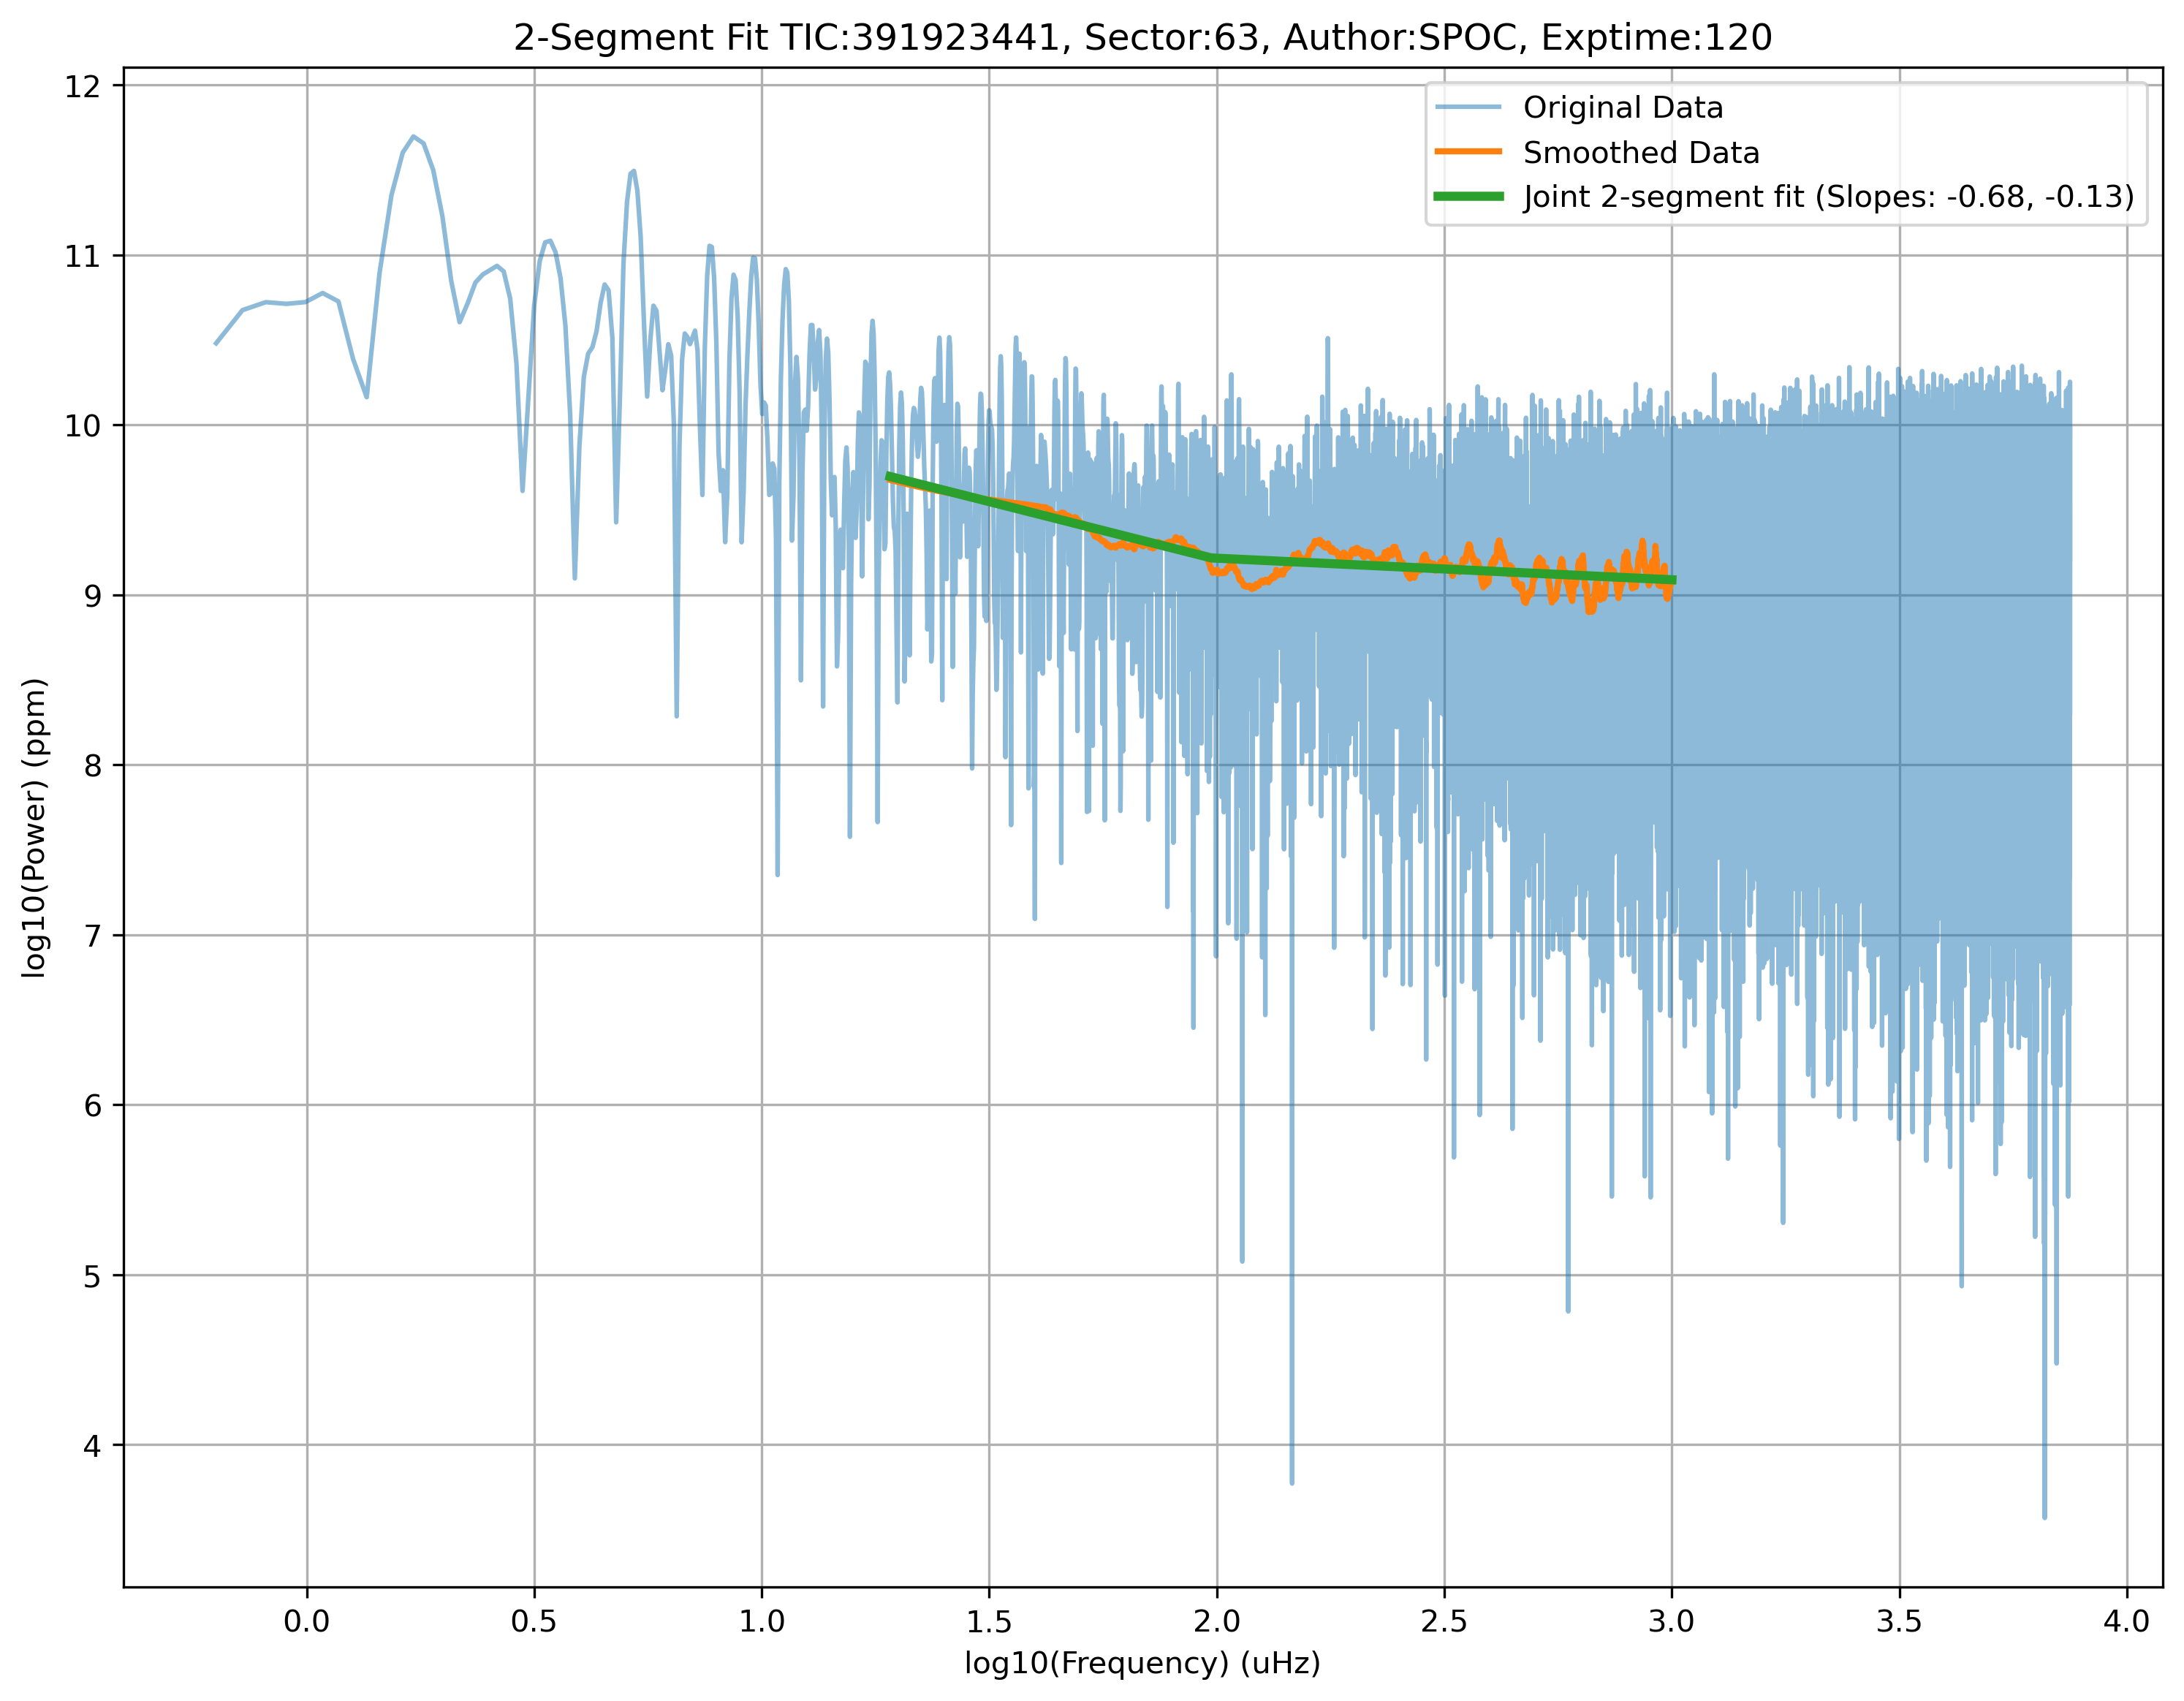 2-Segment Fit TIC:391923441, Sector:63, Author:SPOC, Exptime:120
Original Data
Smoothed Data
Joint 2-segment fit (Slopes: -0.68, -0.13)
log10(Power) (ppm)
12
11
10
9
8
7
6
5
4
0.0 0.5 1.0 1.5 2.0 2.5 3.0 3.5 4.0
log10(Frequency) (uHz)